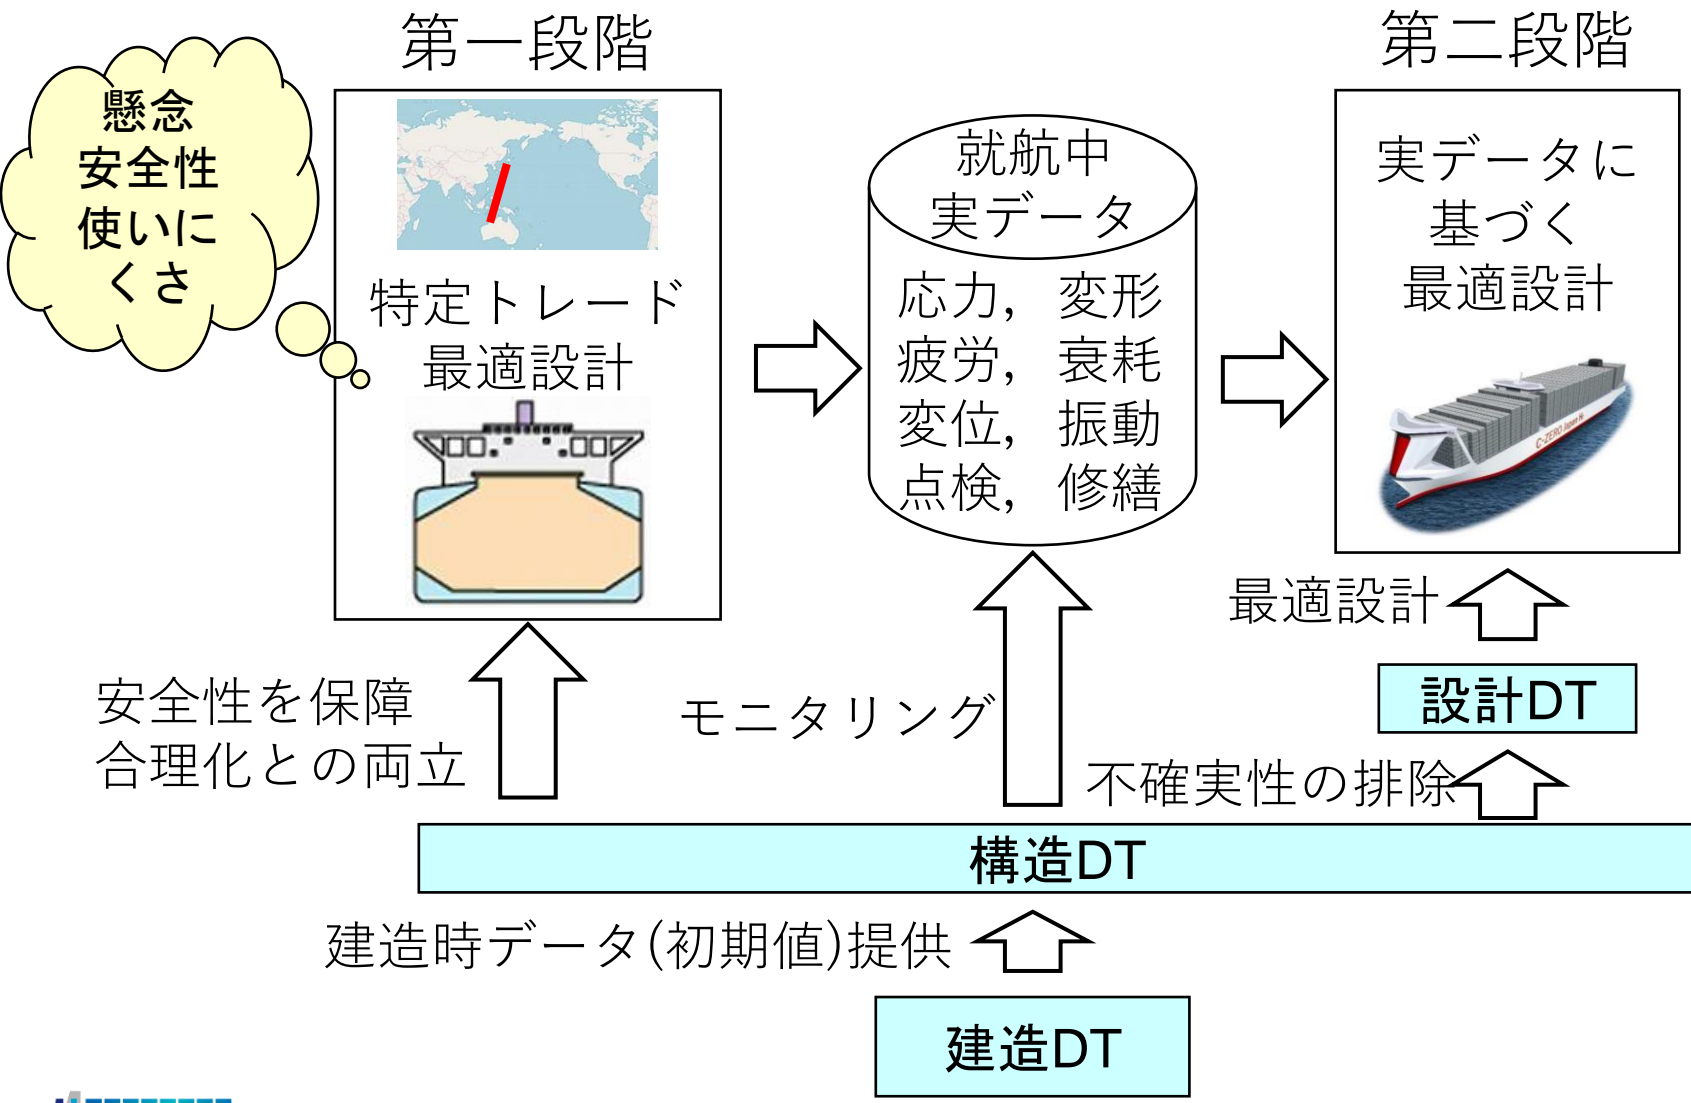 第一段階
第二段階
懸念
安全性
使いに
くさ
特定トレード
最適設計
就航中
実データ
応力， 変形
疲労， 衰耗
変位， 振動
点検， 修繕
実データに
基づく
最適設計
C-ZERO Japan
最適設計
設計DT
安全性を保障
合理化との両立
モニタリング
不確実性の排除
構造DT
建造時データ(初期値)提供
建造DT